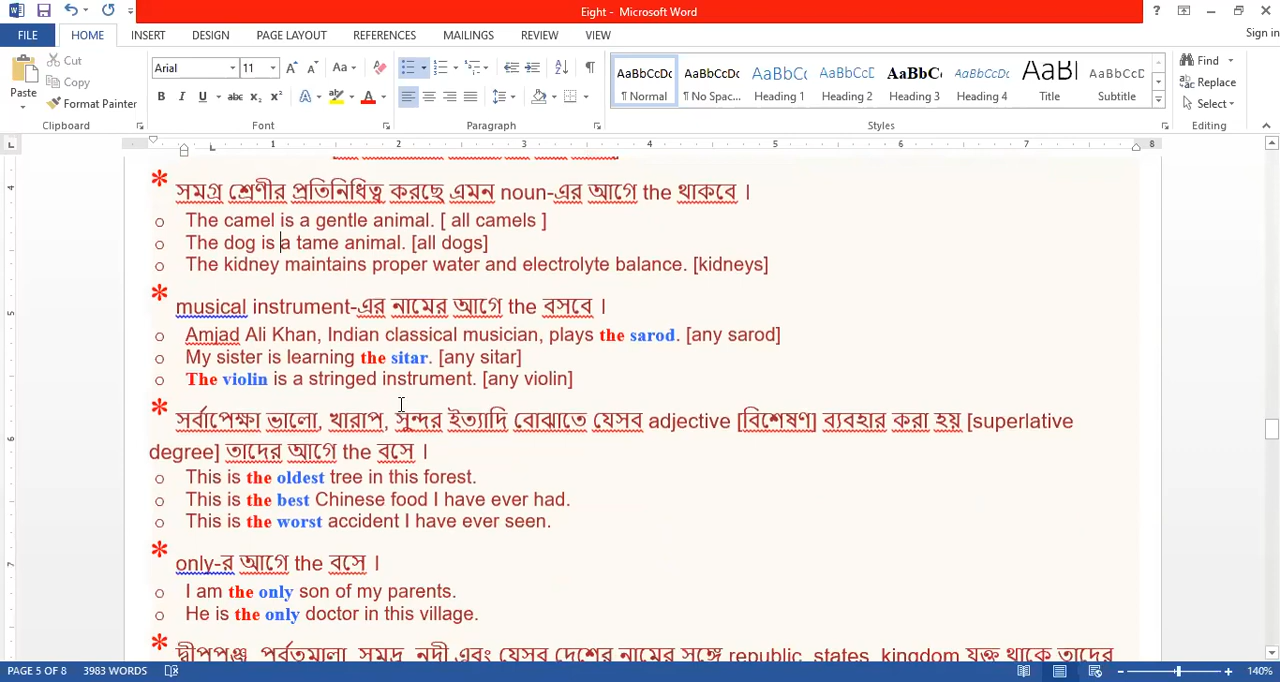 Eight - Microsoft Word
FILE HOME INSERT DESIGN PAGE LAYOUT REFERENCES MAILINGS REVIEW VIEW Sign in
Paste Cut Copy Format Painter
Arial 11
AaBbCcDc AaBbCcDc AaBbCc AaBbCcDc AaBbCc AaBbCcDc AaBl AaBbCcDc
¶ Normal ¶ No Spac... Heading 1 Heading 2 Heading 3 Heading 4 Title Subtitle
Find Replace Select
Clipboard Font Paragraph Styles Editing
* সমগ্র শ্রেণীর প্রতিনিধিত্ব করছে এমন noun-এর আগে the থাকবে ।
o The camel is a gentle animal. [ all camels ]
o The dog is a tame animal. [all dogs]
o The kidney maintains proper water and electrolyte balance. [kidneys]
* musical instrument-এর নামের আগে the বসবে ।
o Amjad Ali Khan, Indian classical musician, plays the sarod. [any sarod]
o My sister is learning the sitar. [any sitar]
o The violin is a stringed instrument. [any violin]
* সর্বাপেক্ষা ভালো, খারাপ, সুন্দর ইত্যাদি বোঝাতে যেসব adjective [বিশেষণ] ব্যবহার করা হয় [superlative
degree] তাদের আগে the বসে ।
o This is the oldest tree in this forest.
o This is the best Chinese food I have ever had.
o This is the worst accident I have ever seen.
* only-র আগে the বসে ।
o I am the only son of my parents.
o He is the only doctor in this village.
* দ্বীপপুঞ্জ, পর্বতমালা, সমুদ্র, নদী এবং যেসব দেশের নামের সঙ্গে republic, states, kingdom যুক্ত থাকে তাদের
PAGE 5 OF 8 3983 WORDS 140%